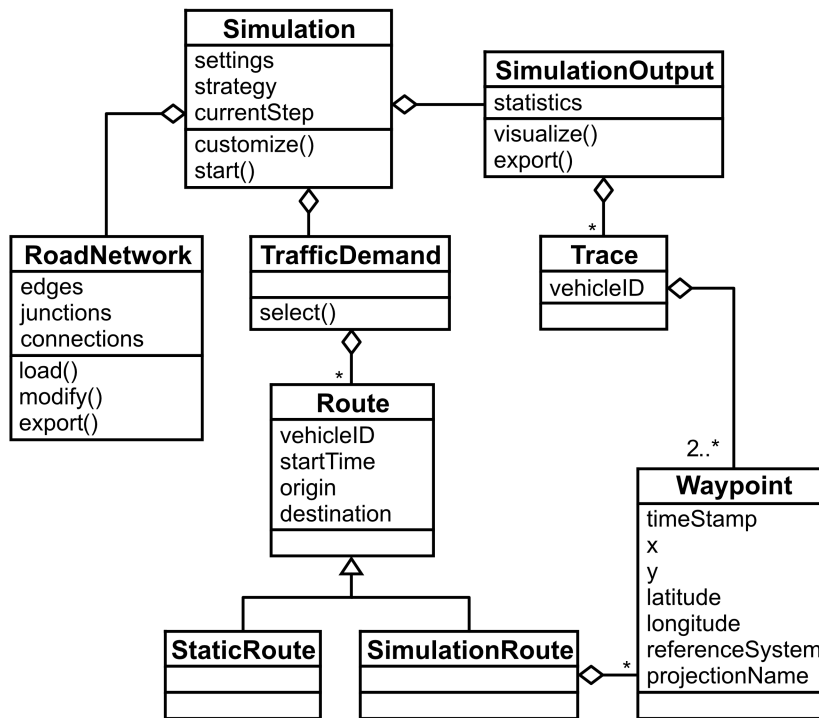 Simulation
settings
strategy
currentStep
customize()
start()
SimulationOutput
statistics
visualize()
export()
*
RoadNetwork
edges
junctions
connections
load()
modify()
export()
TrafficDemand
select()
*
Trace
vehicleID
2..*
Route
vehicleID
startTime
origin
destination
Waypoint
timeStamp
x
y
latitude
longitude
referenceSystem
projectionName
StaticRoute
SimulationRoute
*